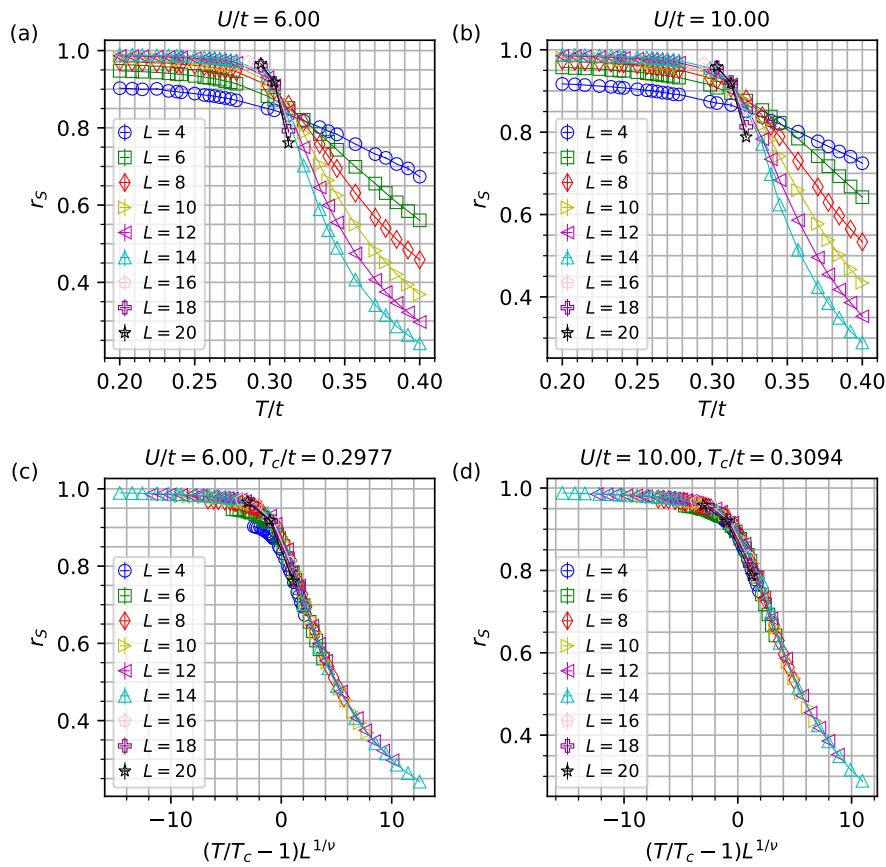 (a)
U/t = 6.00
1.0
0.8
0.6
0.4
r_S
L = 4
L = 6
L = 8
L = 10
L = 12
L = 14
L = 16
L = 18
L = 20
0.20 0.25 0.30 0.35 0.40
T/t
(b)
U/t = 10.00
1.0
0.8
0.6
0.4
r_S
L = 4
L = 6
L = 8
L = 10
L = 12
L = 14
L = 16
L = 18
L = 20
0.20 0.25 0.30 0.35 0.40
T/t
(c)
U/t = 6.00, T_c/t = 0.2977
1.0
0.8
0.6
0.4
r_S
L = 4
L = 6
L = 8
L = 10
L = 12
L = 14
L = 16
L = 18
L = 20
−10 0 10
(T/T_c − 1)L^{1/ν}
(d)
U/t = 10.00, T_c/t = 0.3094
1.0
0.8
0.6
0.4
r_S
L = 4
L = 6
L = 8
L = 10
L = 12
L = 14
L = 16
L = 18
L = 20
−10 0 10
(T/T_c − 1)L^{1/ν}